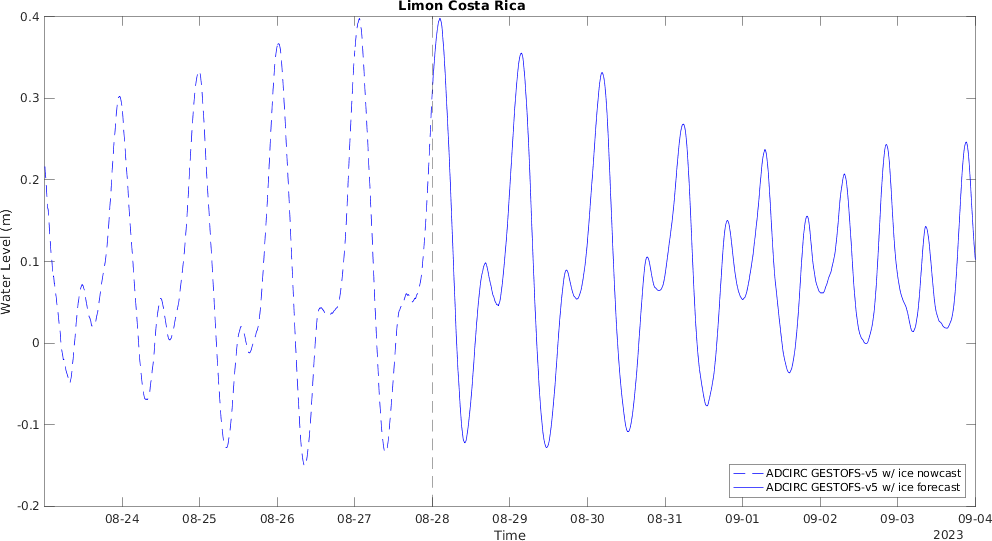 Limon Costa Rica
0.4
0.3
0.2
0.1
0
-0.1
-0.2
Water Level (m)
ADCIRC GESTOFS-v5 w/ ice nowcast
ADCIRC GESTOFS-v5 w/ ice forecast
08-24 08-25 08-26 08-27 08-28 08-29 08-30 08-31 09-01 09-02 09-03 09-04
Time
2023